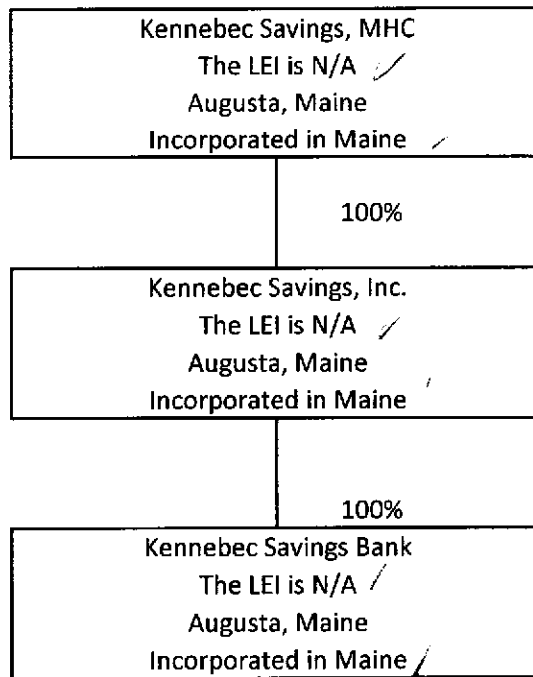 Kennebec Savings, MHC
The LEI is N/A
Augusta, Maine
Incorporated in Maine
100%
Kennebec Savings, Inc.
The LEI is N/A
Augusta, Maine
Incorporated in Maine
100%
Kennebec Savings Bank
The LEI is N/A
Augusta, Maine
Incorporated in Maine